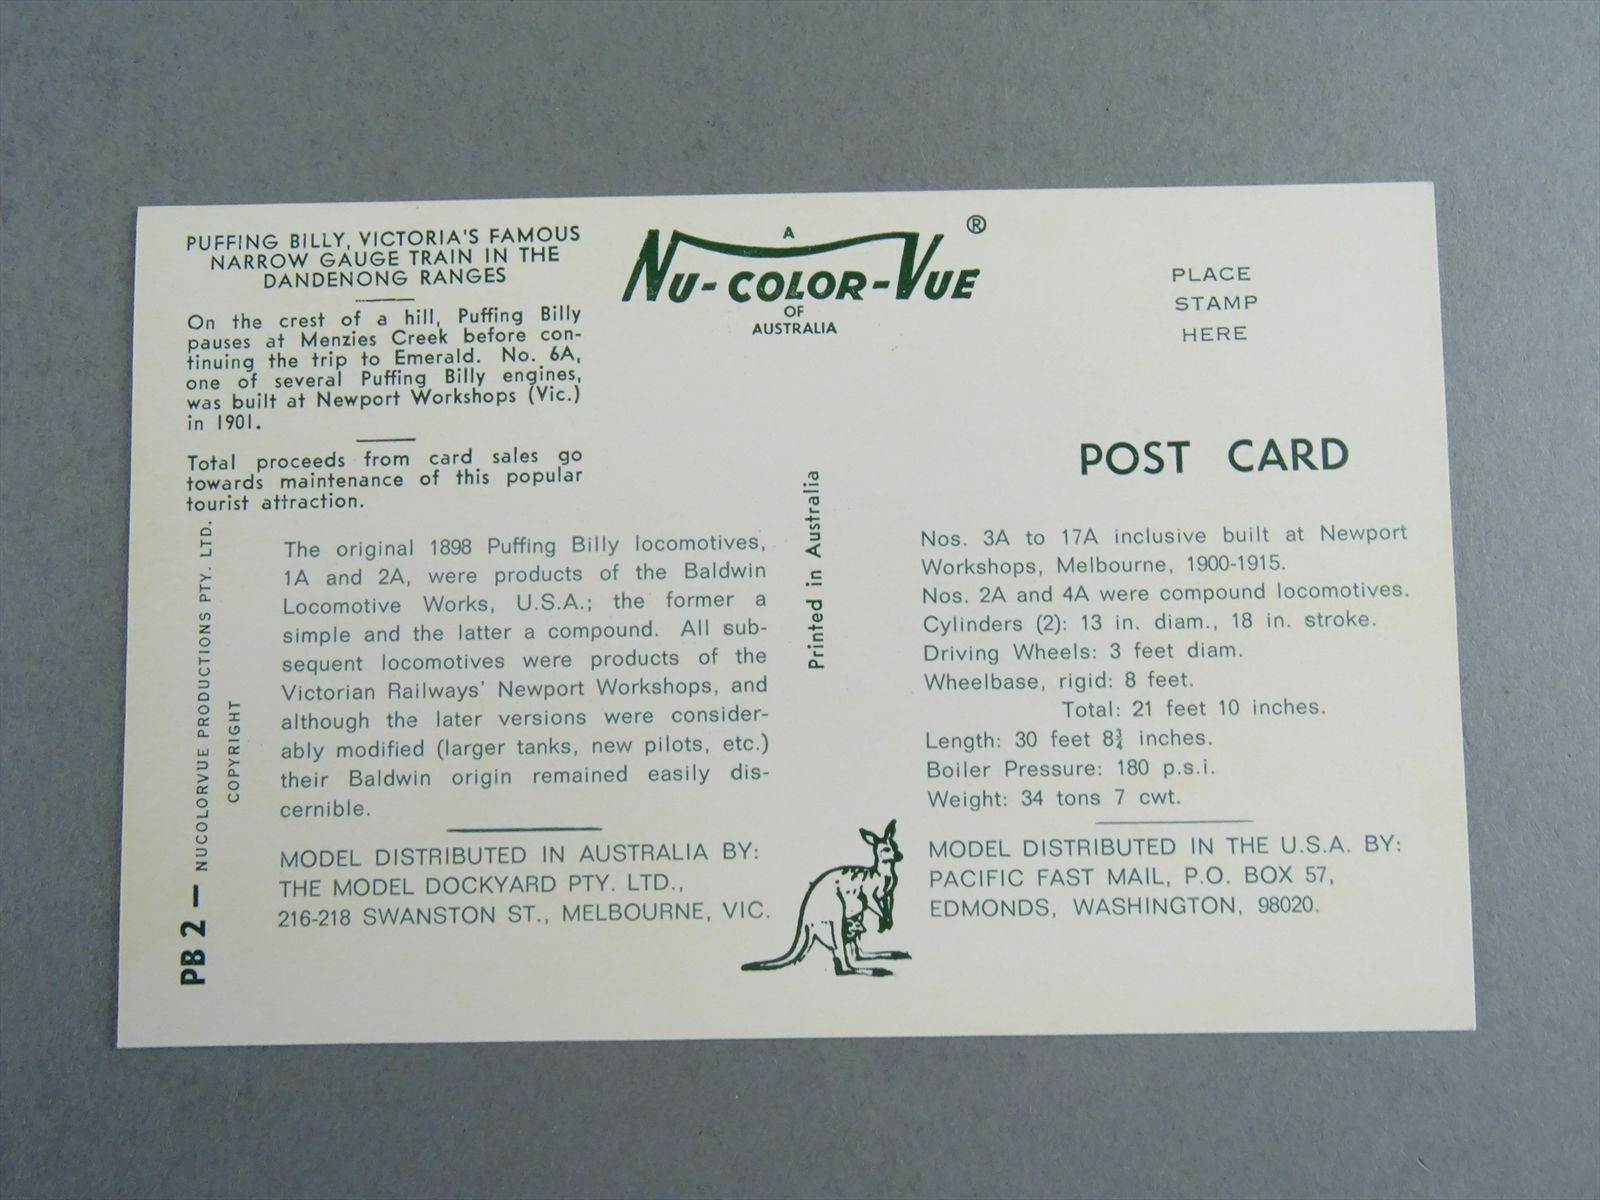 PUFFING BILLY, VICTORIA'S FAMOUS
NARROW GAUGE TRAIN IN THE
DANDENONG RANGES
On the crest of a hill, Puffing Billy
pauses at Menzies Creek before con-
tinuing the trip to Emerald. No. 6A,
one of several Puffing Billy engines,
was built at Newport Workshops (Vic.)
in 1901.
Total proceeds from card sales go
towards maintenance of this popular
tourist attraction.
A
NU-COLOR-VUE ®
OF
AUSTRALIA
PLACE
STAMP
HERE
POST CARD
PB 2 — NUCOLORVUE PRODUCTIONS PTY. LTD.
COPYRIGHT
The original 1898 Puffing Billy locomotives,
1A and 2A, were products of the Baldwin
Locomotive Works, U.S.A.; the former a
simple and the latter a compound. All sub-
sequent locomotives were products of the
Victorian Railways' Newport Workshops, and
although the later versions were consider-
ably modified (larger tanks, new pilots, etc.)
their Baldwin origin remained easily dis-
cernible.
MODEL DISTRIBUTED IN AUSTRALIA BY:
THE MODEL DOCKYARD PTY. LTD.,
216-218 SWANSTON ST., MELBOURNE, VIC.
Printed in Australia
Nos. 3A to 17A inclusive built at Newport
Workshops, Melbourne, 1900-1915.
Nos. 2A and 4A were compound locomotives.
Cylinders (2): 13 in. diam., 18 in. stroke.
Driving Wheels: 3 feet diam.
Wheelbase, rigid: 8 feet.
Total: 21 feet 10 inches.
Length: 30 feet 8¾ inches.
Boiler Pressure: 180 p.s.i.
Weight: 34 tons 7 cwt.
MODEL DISTRIBUTED IN THE U.S.A. BY:
PACIFIC FAST MAIL, P.O. BOX 57,
EDMONDS, WASHINGTON, 98020.